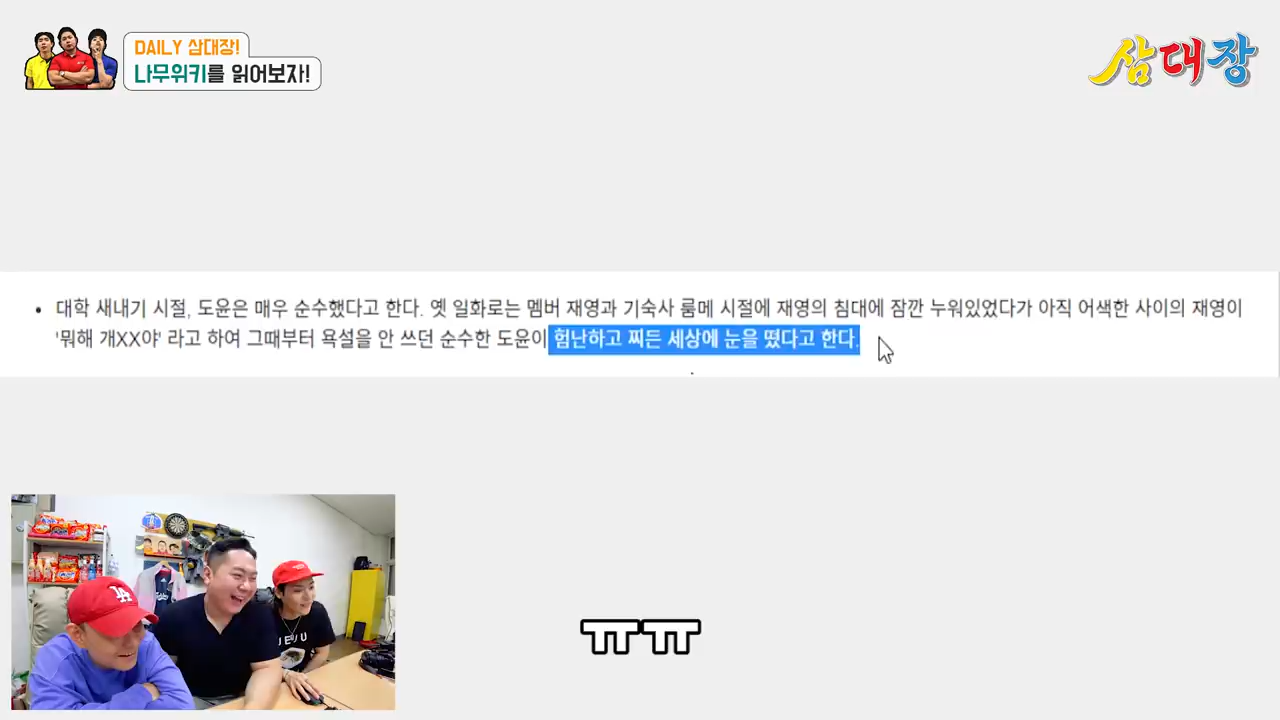 DAILY 삼대장!
나무위키를 읽어보자!
삼대장
대학 새내기 시절, 도윤은 매우 순수했다고 한다. 옛 일화로는 멤버 재영과 기숙사 룸메 시절에 재영의 침대에 잠깐 누워있었다가 아직 어색한 사이의 재영이
'뭐해 개XX야' 라고 하여 그때부터 욕설을 안 쓰던 순수한 도윤이 험난하고 찌든 세상에 눈을 떴다고 한다.
LA
JEJU
ㅠㅠ